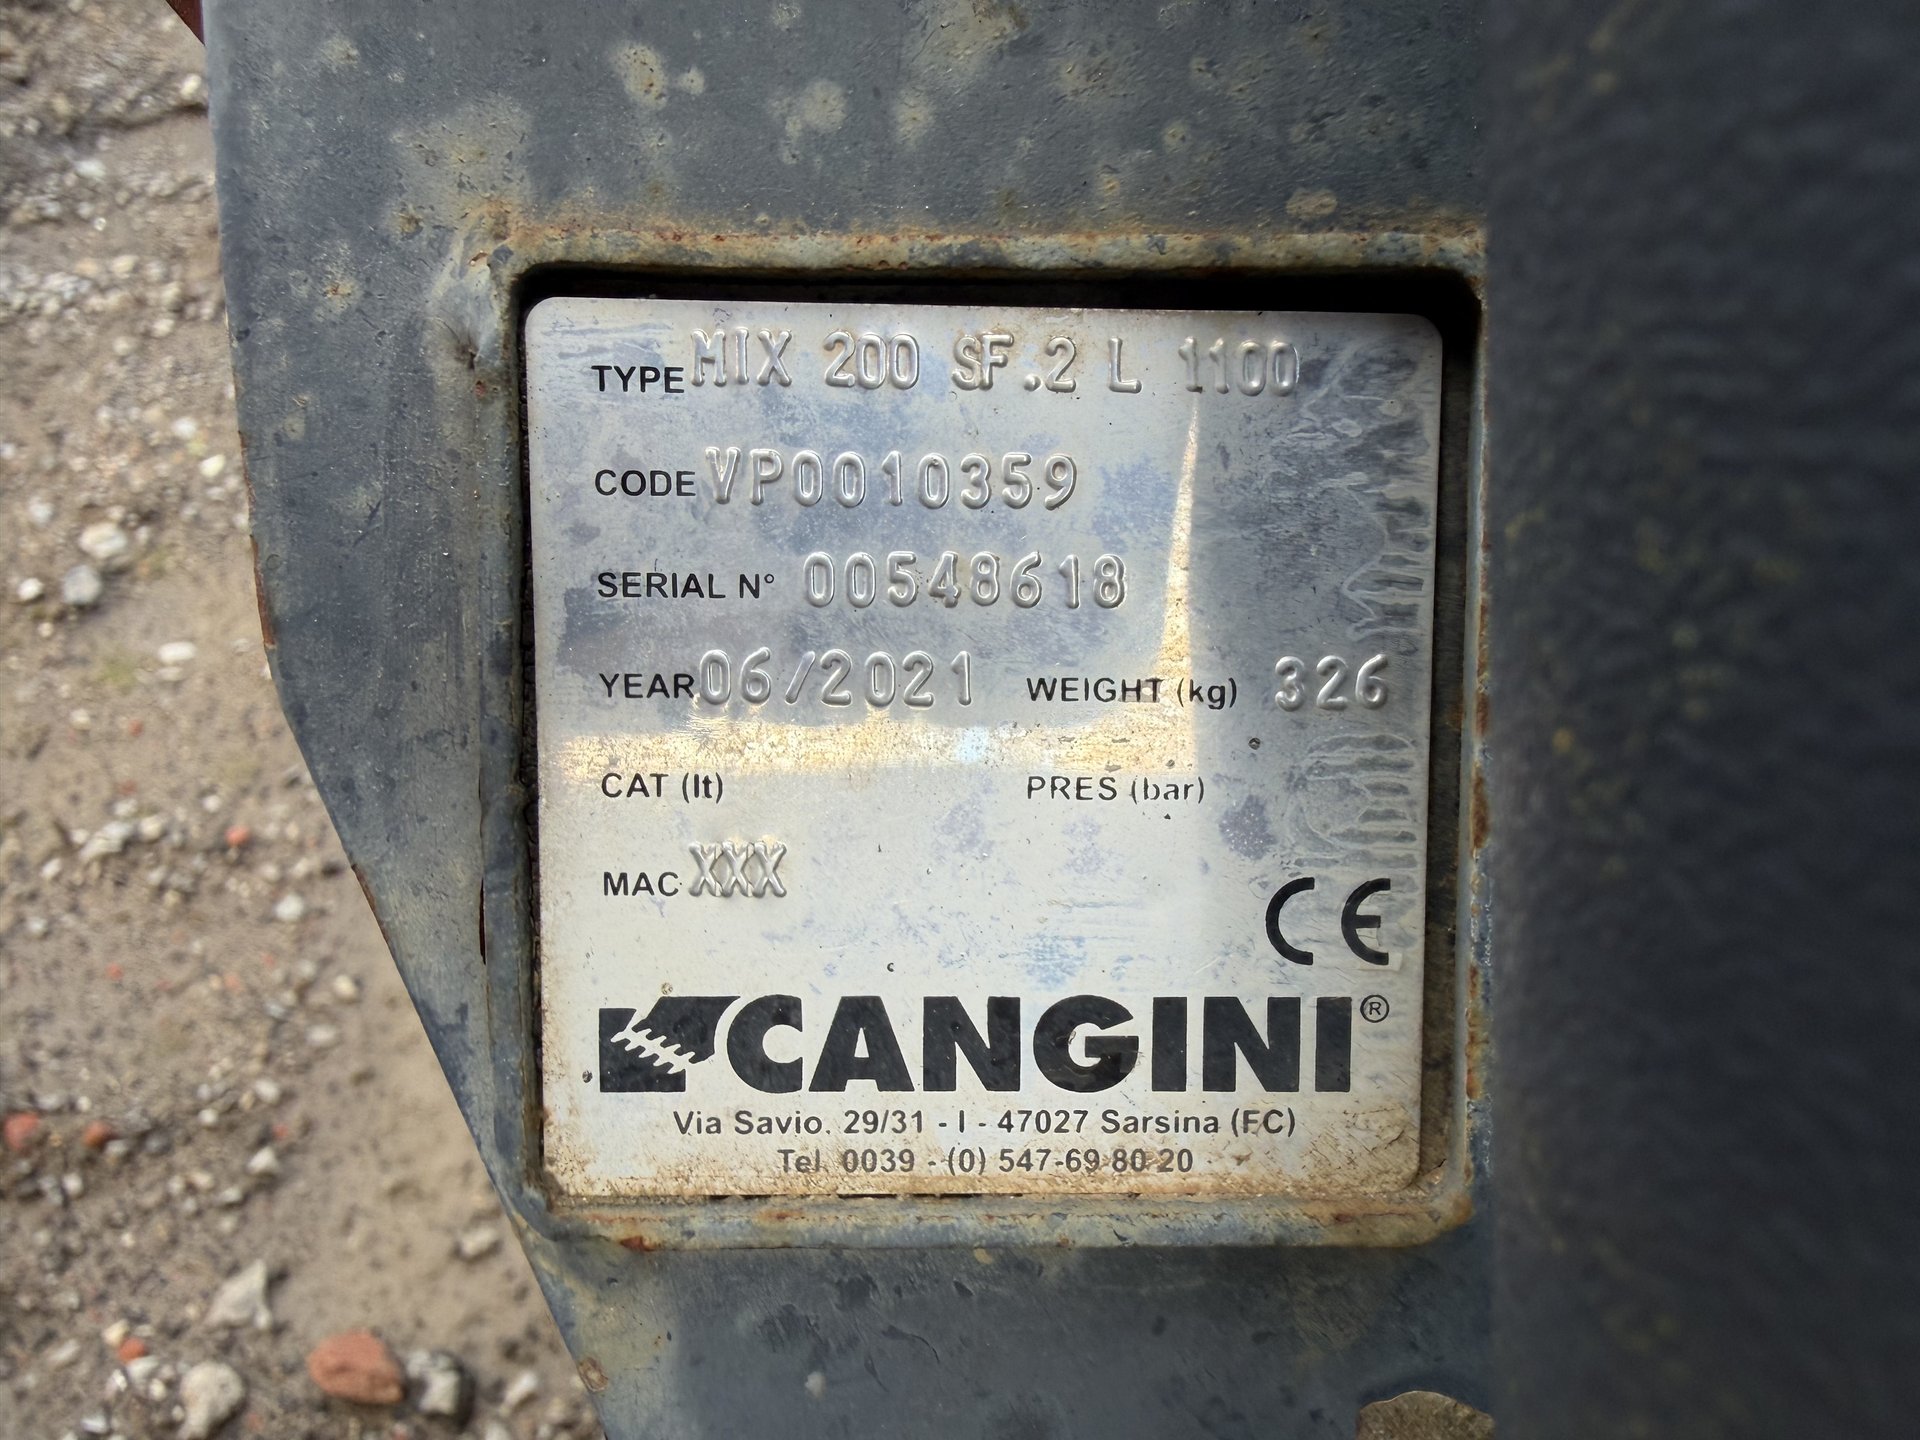 TYPE MIX 200 SF.2 L 1100
CODE VP0010359
SERIAL N° 00548618
YEAR 06/2021 WEIGHT (kg) 326
CAT (lt) PRES (bar)
MAC XXX
CE
CANGINI®
Via Savio, 29/31 - I - 47027 Sarsina (FC)
Tel. 0039 - (0) 547-69 80 20